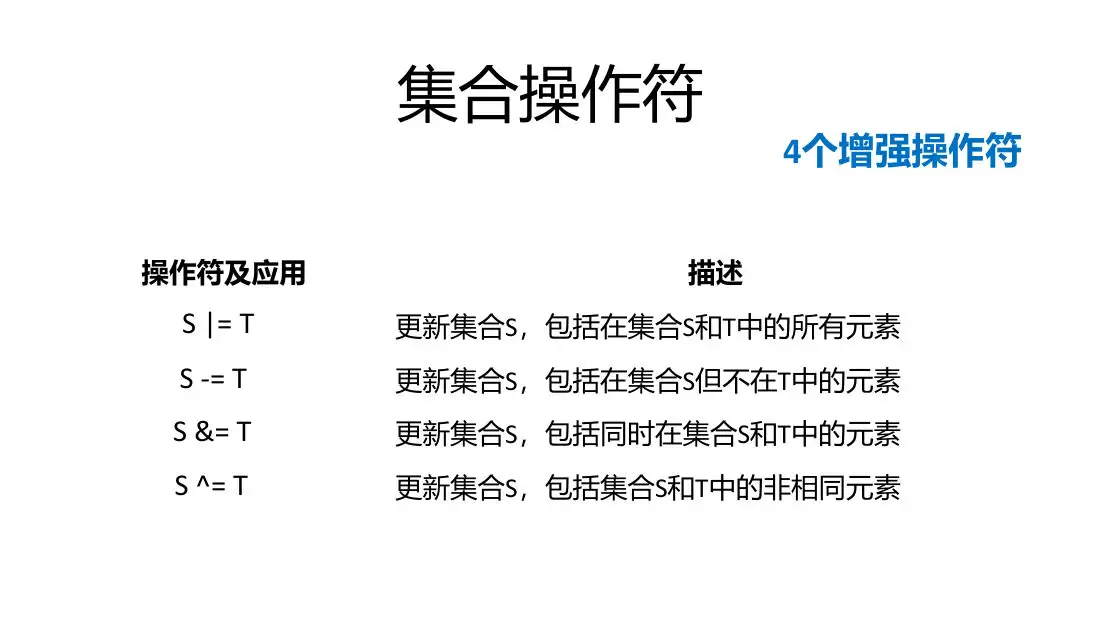 集合操作符
4个增强操作符
操作符及应用 描述
S |= T 更新集合S，包括在集合S和T中的所有元素
S -= T 更新集合S，包括在集合S但不在T中的元素
S &= T 更新集合S，包括同时在集合S和T中的元素
S ^= T 更新集合S，包括集合S和T中的非相同元素